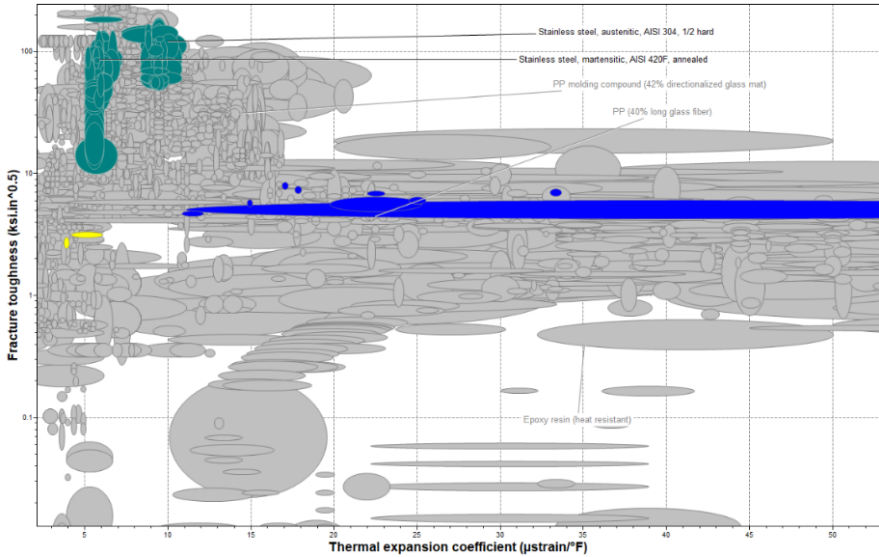 100
Stainless steel, austenitic, AISI 304, 1/2 hard
Stainless steel, martensitic, AISI 420F, annealed
PP molding compound (42% directionalized glass mat)
PP (40% long glass fiber)
10
1
0.1
Epoxy resin (heat resistant)
Fracture toughness (ksi.in^0.5)
5
10
15
20
25
30
35
40
45
50
Thermal expansion coefficient (µstrain/°F)